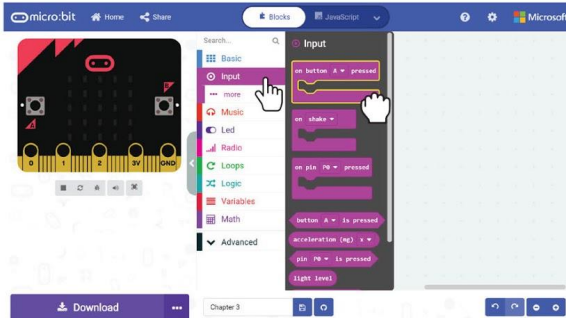 micro:bit Home Share Blocks JavaScript Microsoft
Search...
Basic
Input
more
Music
Led
Radio
Loops
Logic
Variables
Math
Advanced
Input
on button A pressed
on shake
on pin P0 pressed
button A is pressed
acceleration (mg) x
pin P0 is pressed
light level
A
B
0 1 2 3V GND
Download
Chapter 3